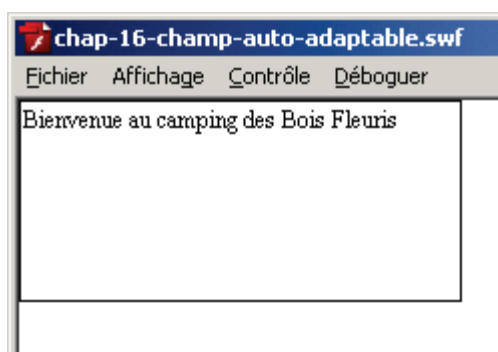 chap-16-champ-auto-adaptable.swf
Fichier Affichage Contrôle Déboguer
Bienvenue au camping des Bois Fleuris